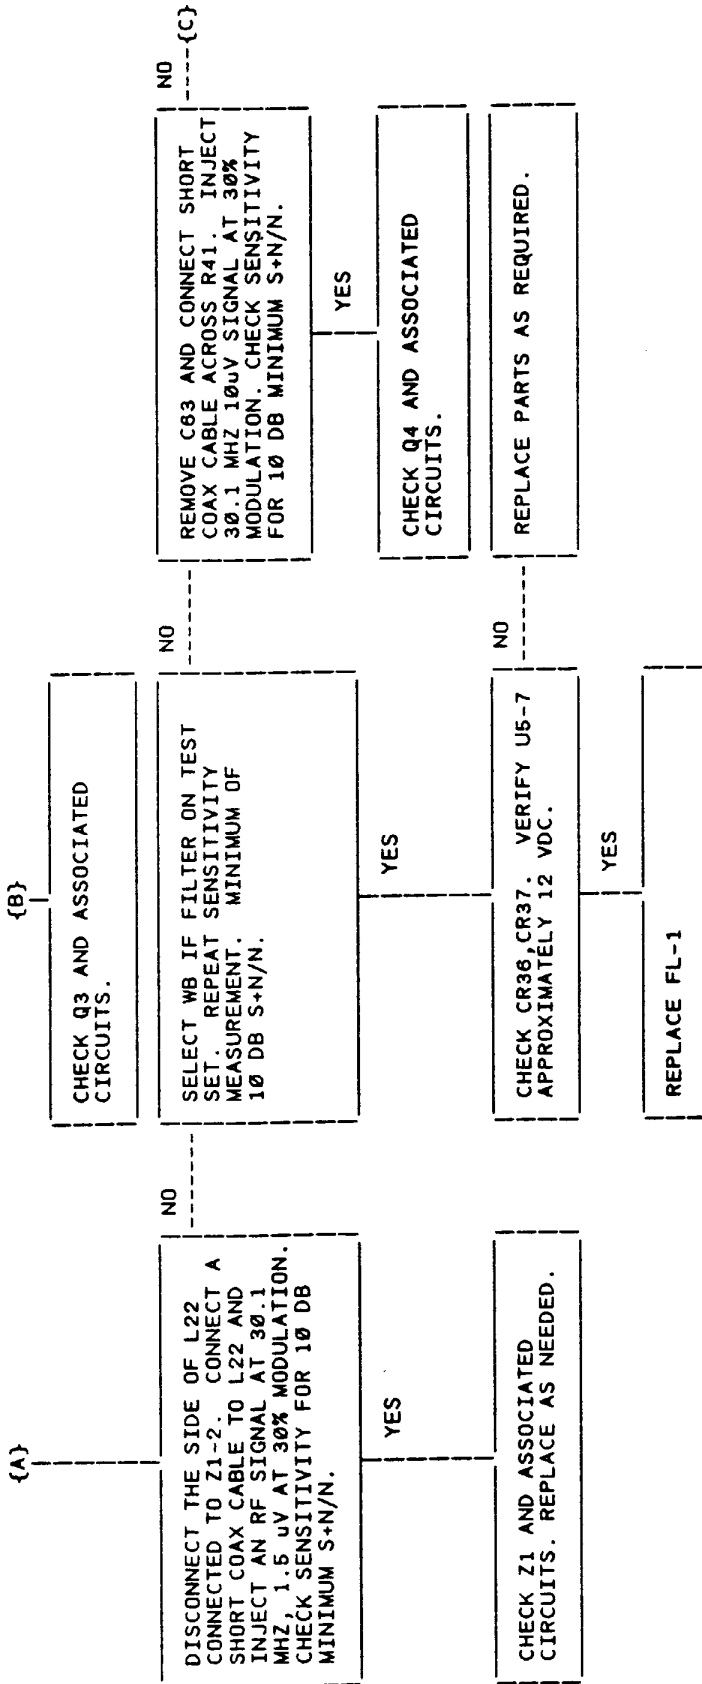 {A}
DISCONNECT THE SIDE OF L22
CONNECTED TO Z1-2. CONNECT A
SHORT COAX CABLE TO L22 AND
INJECT AN RF SIGNAL AT 30.1
MHZ, 1.5 uV AT 30% MODULATION.
CHECK SENSITIVITY FOR 10 DB
MINIMUM S+N/N.
NO
YES
CHECK Z1 AND ASSOCIATED
CIRCUITS. REPLACE AS NEEDED.
{B}
CHECK Q3 AND ASSOCIATED
CIRCUITS.
SELECT WB IF FILTER ON TEST
SET. REPEAT SENSITIVITY
MEASUREMENT. MINIMUM OF
10 DB S+N/N.
NO
YES
CHECK CR36,CR37. VERIFY U5-7
APPROXIMATELY 12 VDC.
NO
YES
REPLACE FL-1
REMOVE C63 AND CONNECT SHORT
COAX CABLE ACROSS R41. INJECT
30.1 MHZ 10uV SIGNAL AT 30%
MODULATION. CHECK SENSITIVITY
FOR 10 DB MINIMUM S+N/N.
NO
{C}
YES
CHECK Q4 AND ASSOCIATED
CIRCUITS.
REPLACE PARTS AS REQUIRED.